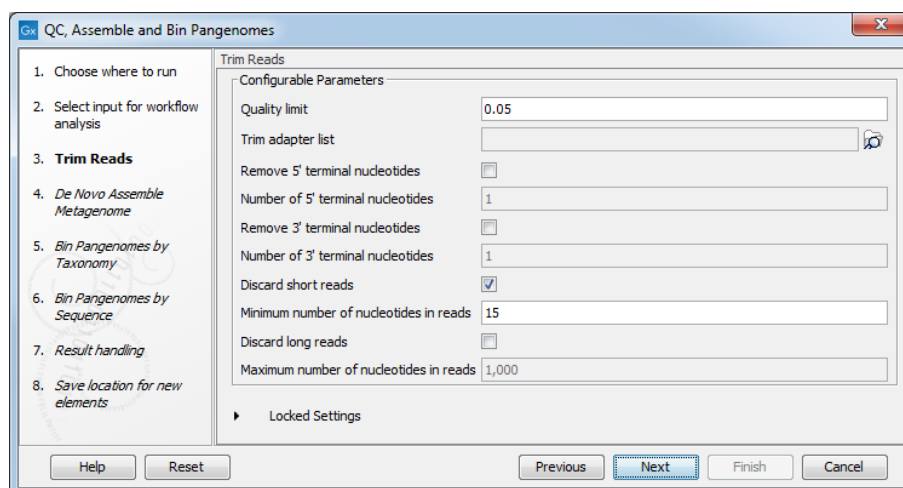 Gx QC, Assemble and Bin Pangenomes
X
1. Choose where to run
2. Select input for workflow
analysis
3. Trim Reads
4. De Novo Assemble
Metagenome
5. Bin Pangenomes by
Taxonomy
6. Bin Pangenomes by
Sequence
7. Result handling
8. Save location for new
elements
Trim Reads
Configurable Parameters
Quality limit 0.05
Trim adapter list
Remove 5' terminal nucleotides
Number of 5' terminal nucleotides 1
Remove 3' terminal nucleotides
Number of 3' terminal nucleotides 1
Discard short reads
Minimum number of nucleotides in reads 15
Discard long reads
Maximum number of nucleotides in reads 1,000
Locked Settings
Help Reset Previous Next Finish Cancel